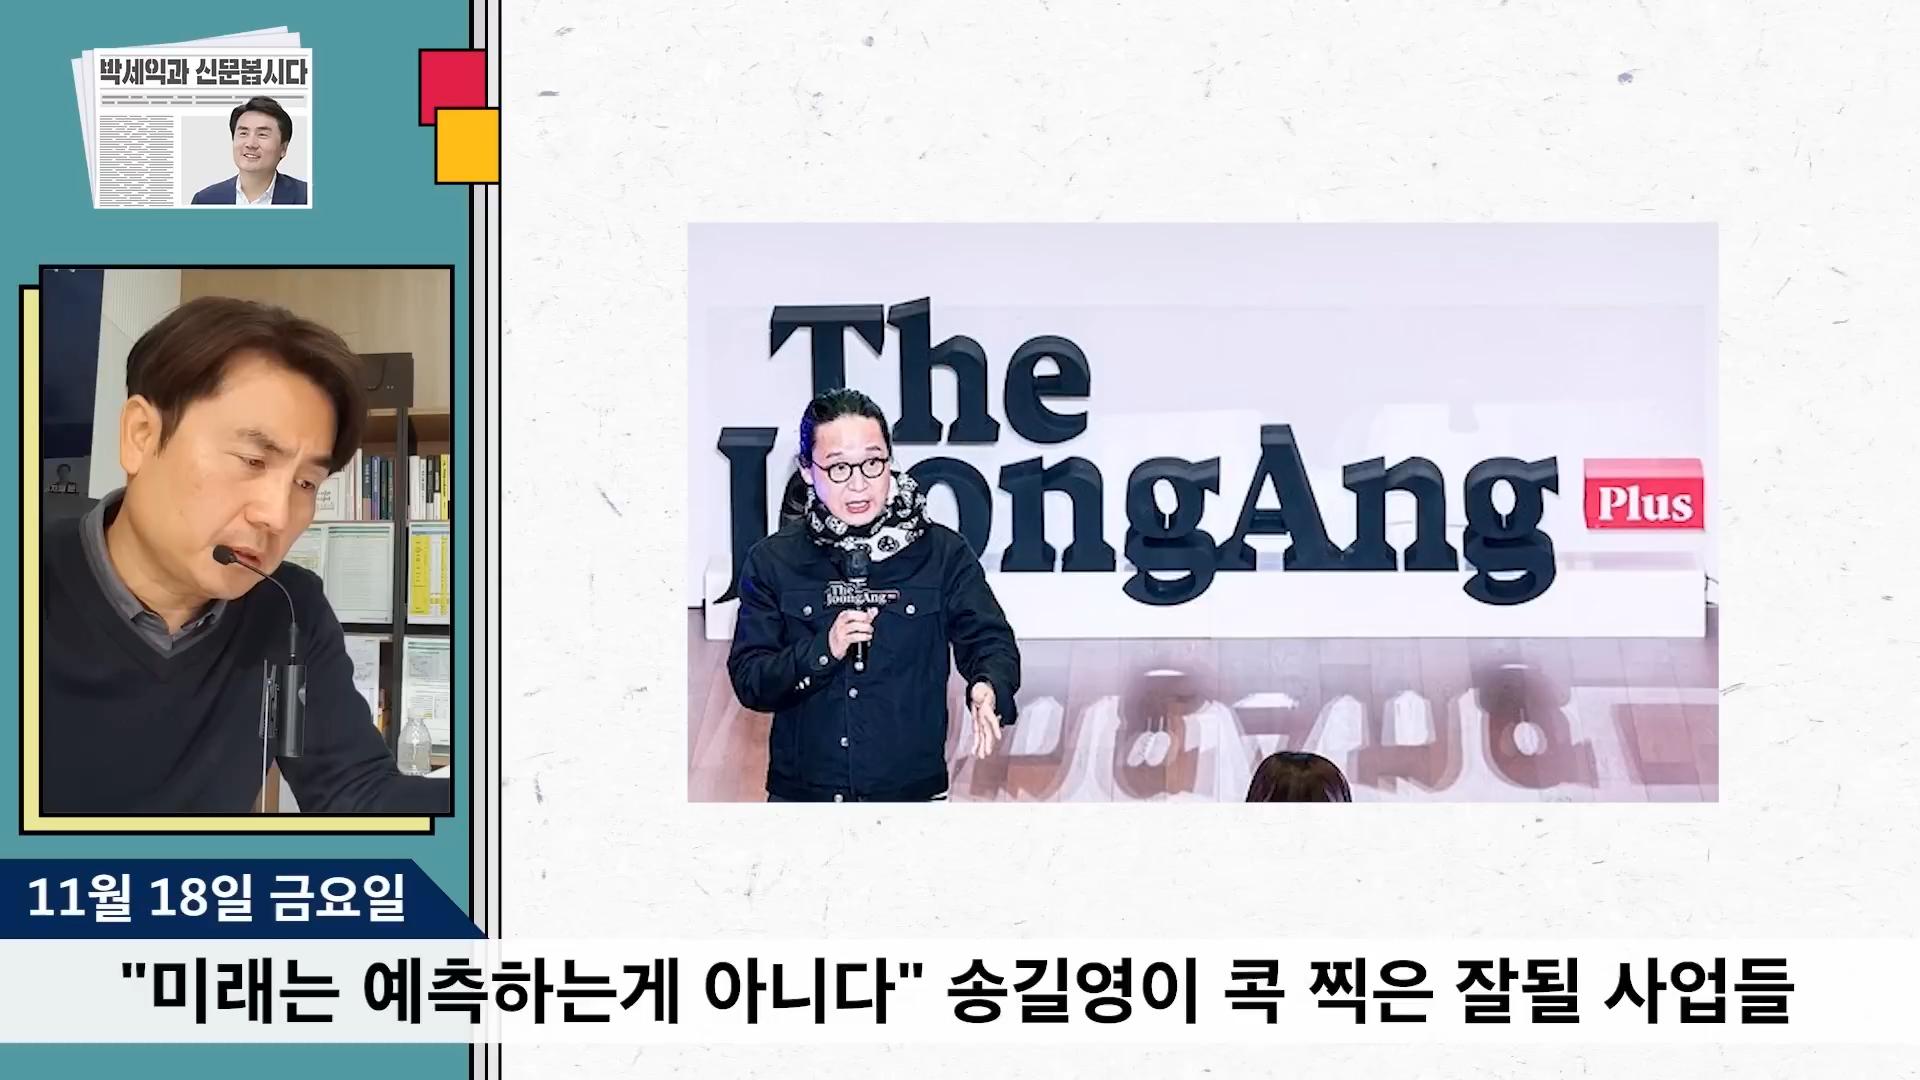 박세익과 신문봅시다
The
JoongAng
Plus
The
JoongAng
11월 18일 금요일
"미래는 예측하는게 아니다" 송길영이 콕 찍은 잘될 사업들